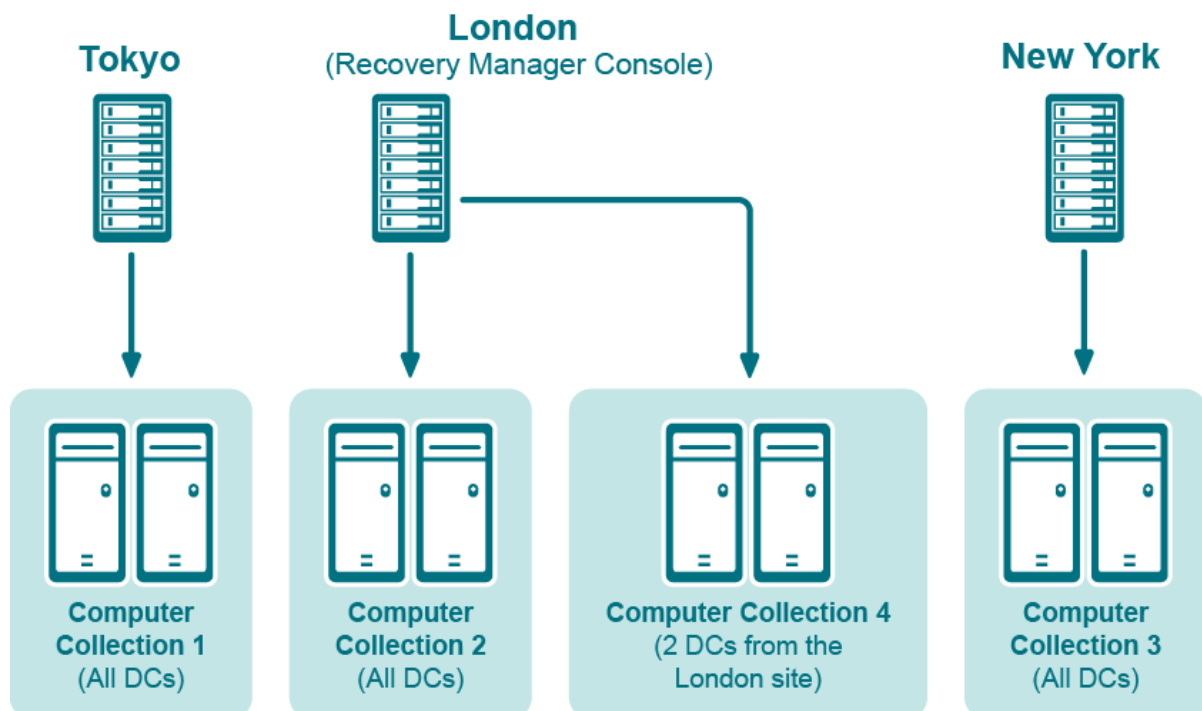 Tokyo
London
(Recovery Manager Console)
New York
Computer
Collection 1
(All DCs)
Computer
Collection 2
(All DCs)
Computer Collection 4
(2 DCs from the
London site)
Computer
Collection 3
(All DCs)